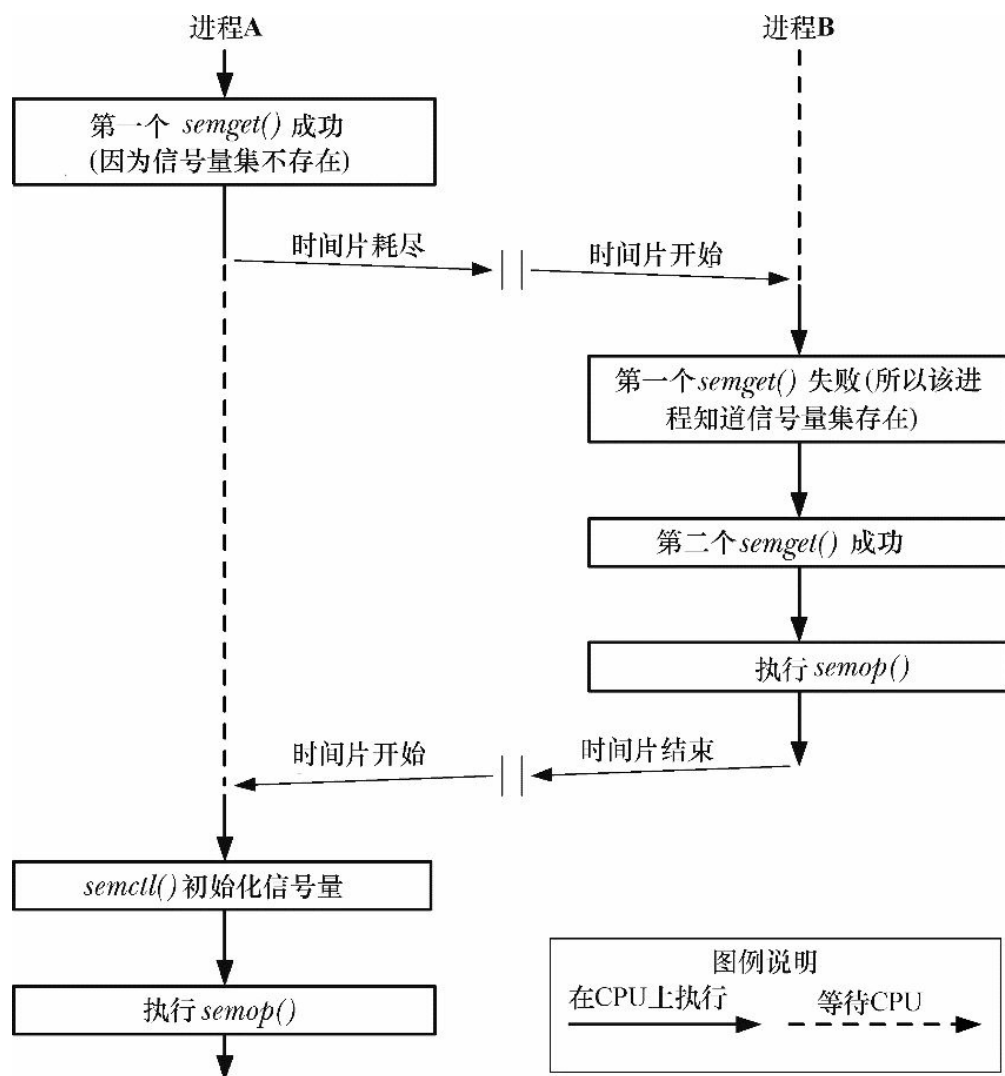 进程A
进程B
第一个 semget() 成功
(因为信号量集不存在)
时间片耗尽
时间片开始
第一个semget() 失败(所以该进
程知道信号量集存在)
第二个semget() 成功
执行 semop()
时间片开始
时间片结束
semctl()初始化信号量
执行 semop()
图例说明
在CPU上执行
等待CPU